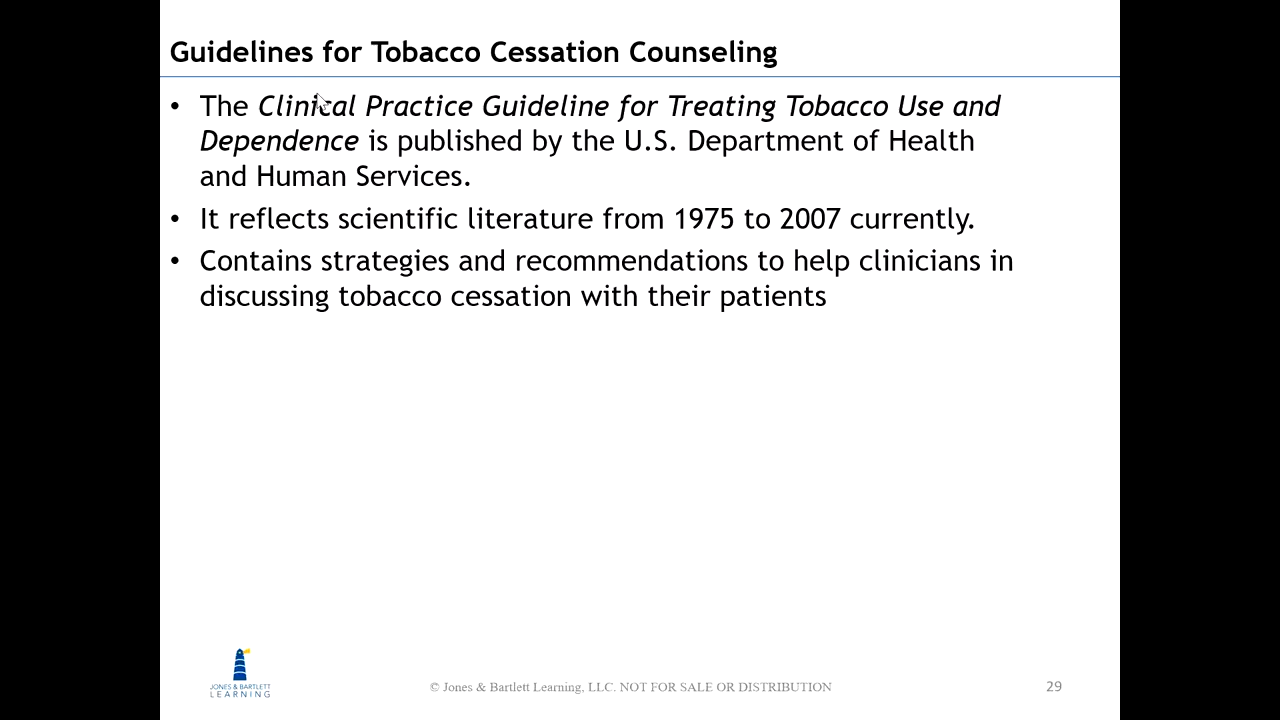 Guidelines for Tobacco Cessation Counseling
• The Clinical Practice Guideline for Treating Tobacco Use and
Dependence is published by the U.S. Department of Health
and Human Services.
• It reflects scientific literature from 1975 to 2007 currently.
• Contains strategies and recommendations to help clinicians in
discussing tobacco cessation with their patients
JONES & BARTLETT
LEARNING
© Jones & Bartlett Learning, LLC. NOT FOR SALE OR DISTRIBUTION
29